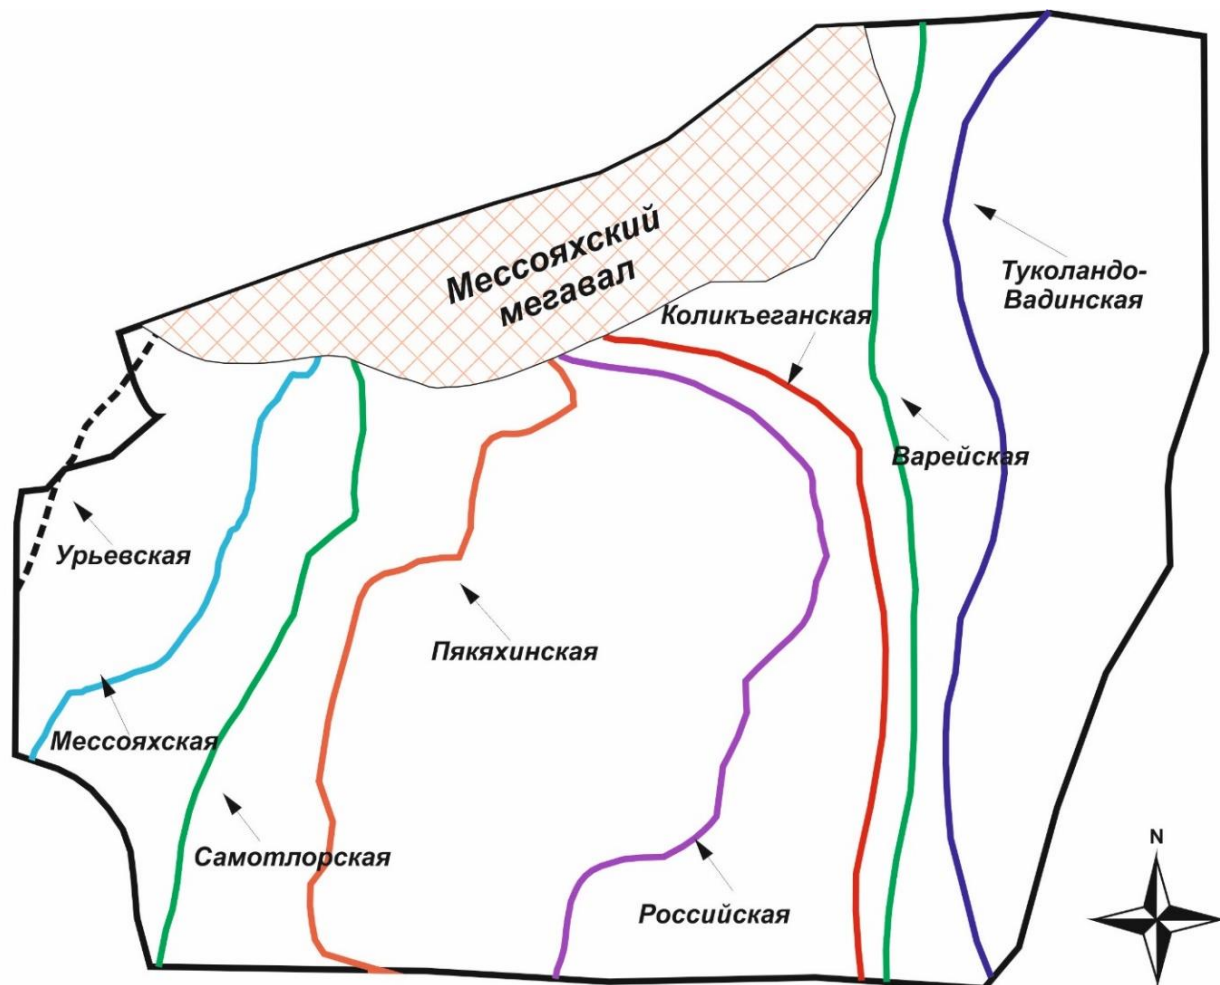 Мессояхский
мегавал
Коликъеганская
Туколандо-
Вадинская
Варейская
Урьевская
Пякяхинская
Мессояхская
Самотлорская
Российская
N